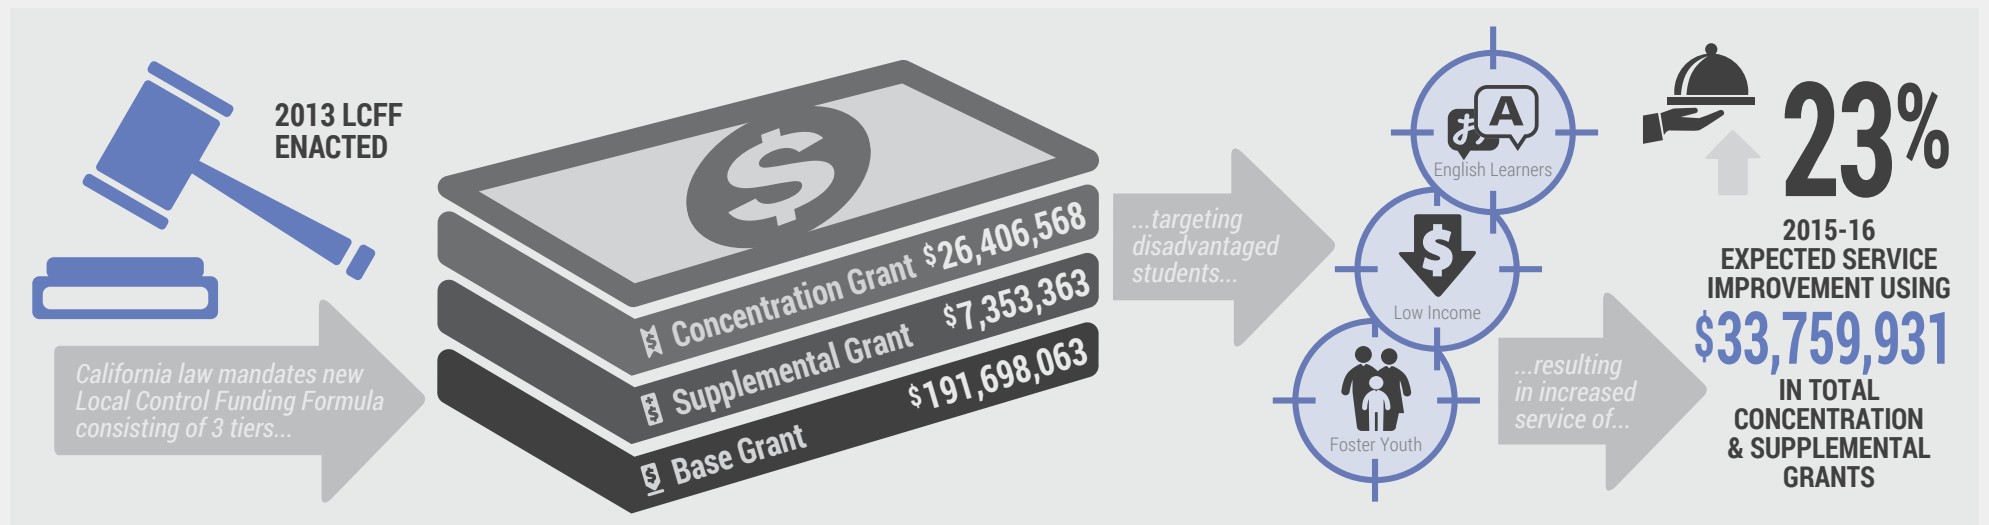 2013 LCFF
ENACTED
California law mandates new
Local Control Funding Formula
consisting of 3 tiers...
$
Concentration Grant $26,406,568
Supplemental Grant $7,353,363
Base Grant $191,698,063
...targeting
disadvantaged
students...
あ A
English Learners
$
Low Income
Foster Youth
...resulting
in increased
service of...
23%
2015-16
EXPECTED SERVICE
IMPROVEMENT USING
$33,759,931
IN TOTAL
CONCENTRATION
& SUPPLEMENTAL
GRANTS